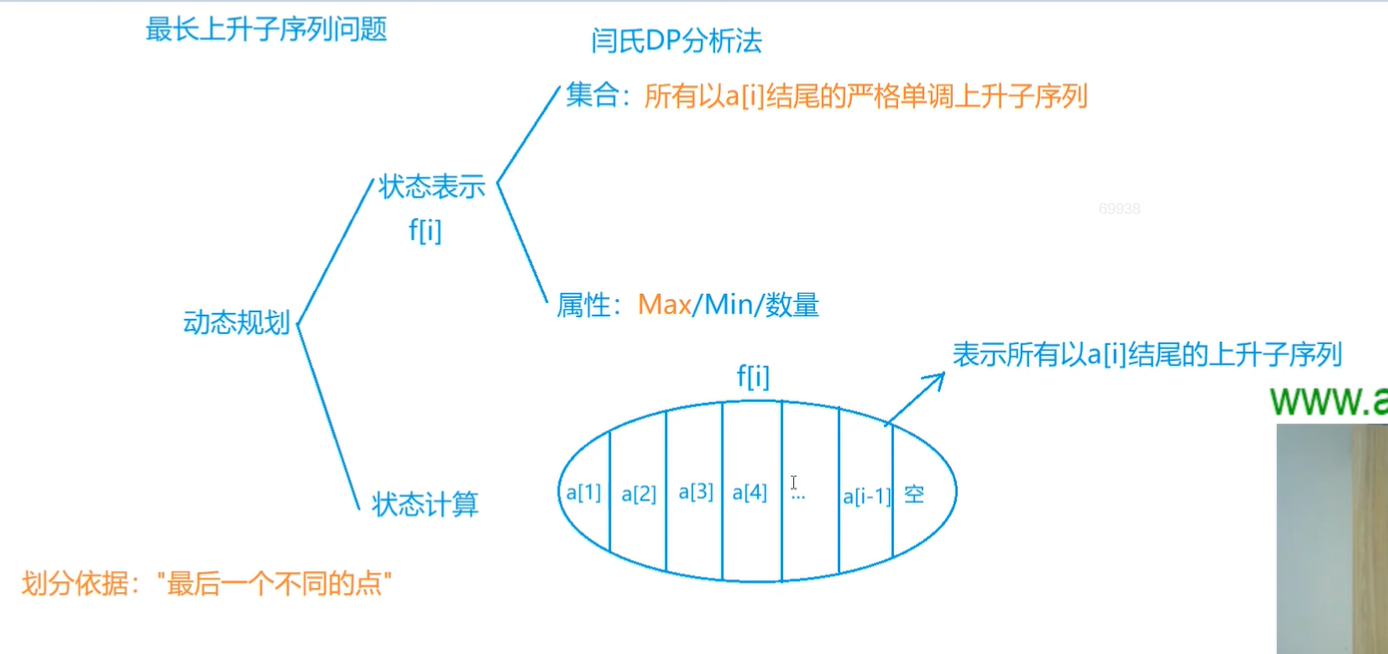 最长上升子序列问题
闫氏DP分析法
集合：所有以a[i]结尾的严格单调上升子序列
状态表示
f[i]
69938
动态规划
属性：Max/Min/数量
表示所有以a[i]结尾的上升子序列
f[i]
www.a
a[1] a[2] a[3] a[4] ... a[i-1] 空
状态计算
划分依据："最后一个不同的点"